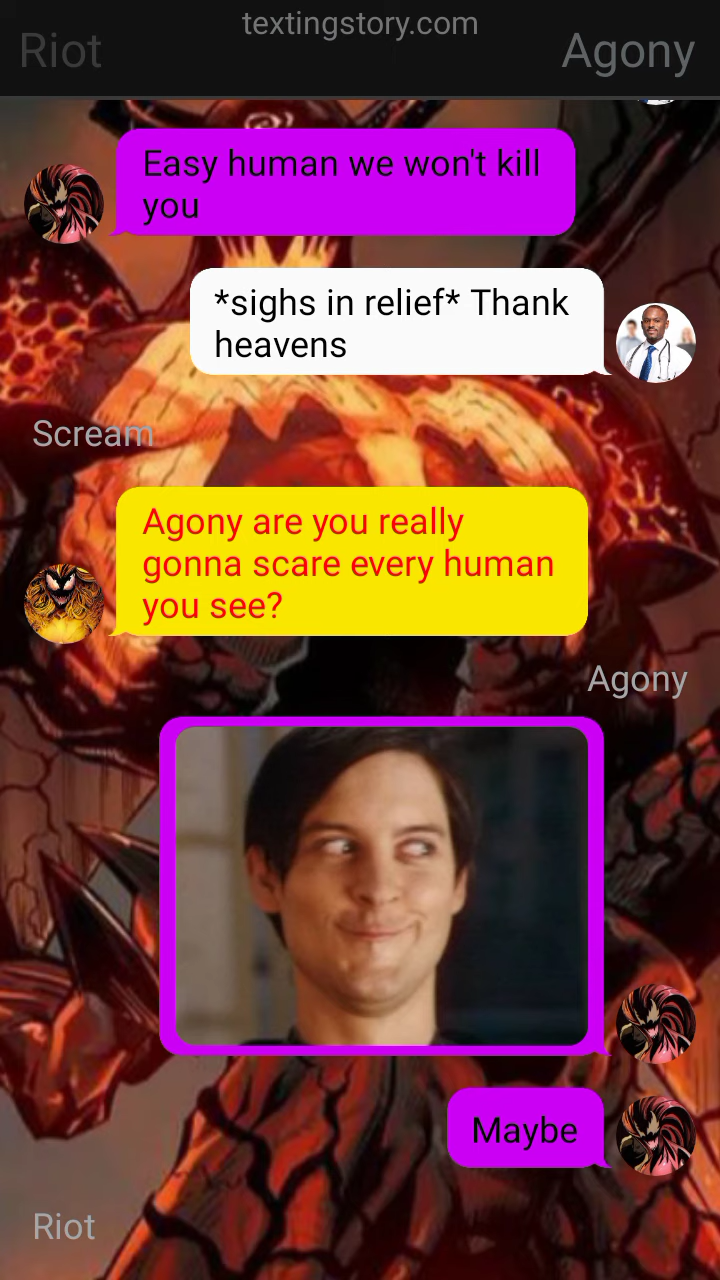 textingstory.com
Riot
Agony
Easy human we won't kill
you
*sighs in relief* Thank
heavens
Scream
Agony are you really
gonna scare every human
you see?
Agony
Maybe
Riot